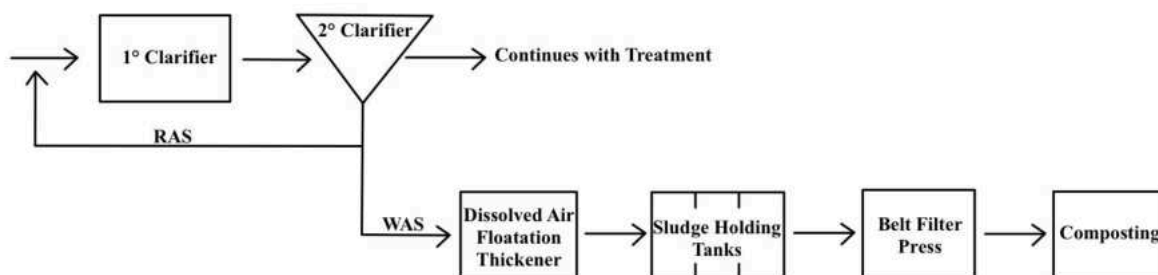 1° Clarifier
2° Clarifier
Continues with Treatment
RAS
WAS
Dissolved Air
Floatation
Thickener
Sludge Holding
Tanks
Belt Filter
Press
Composting